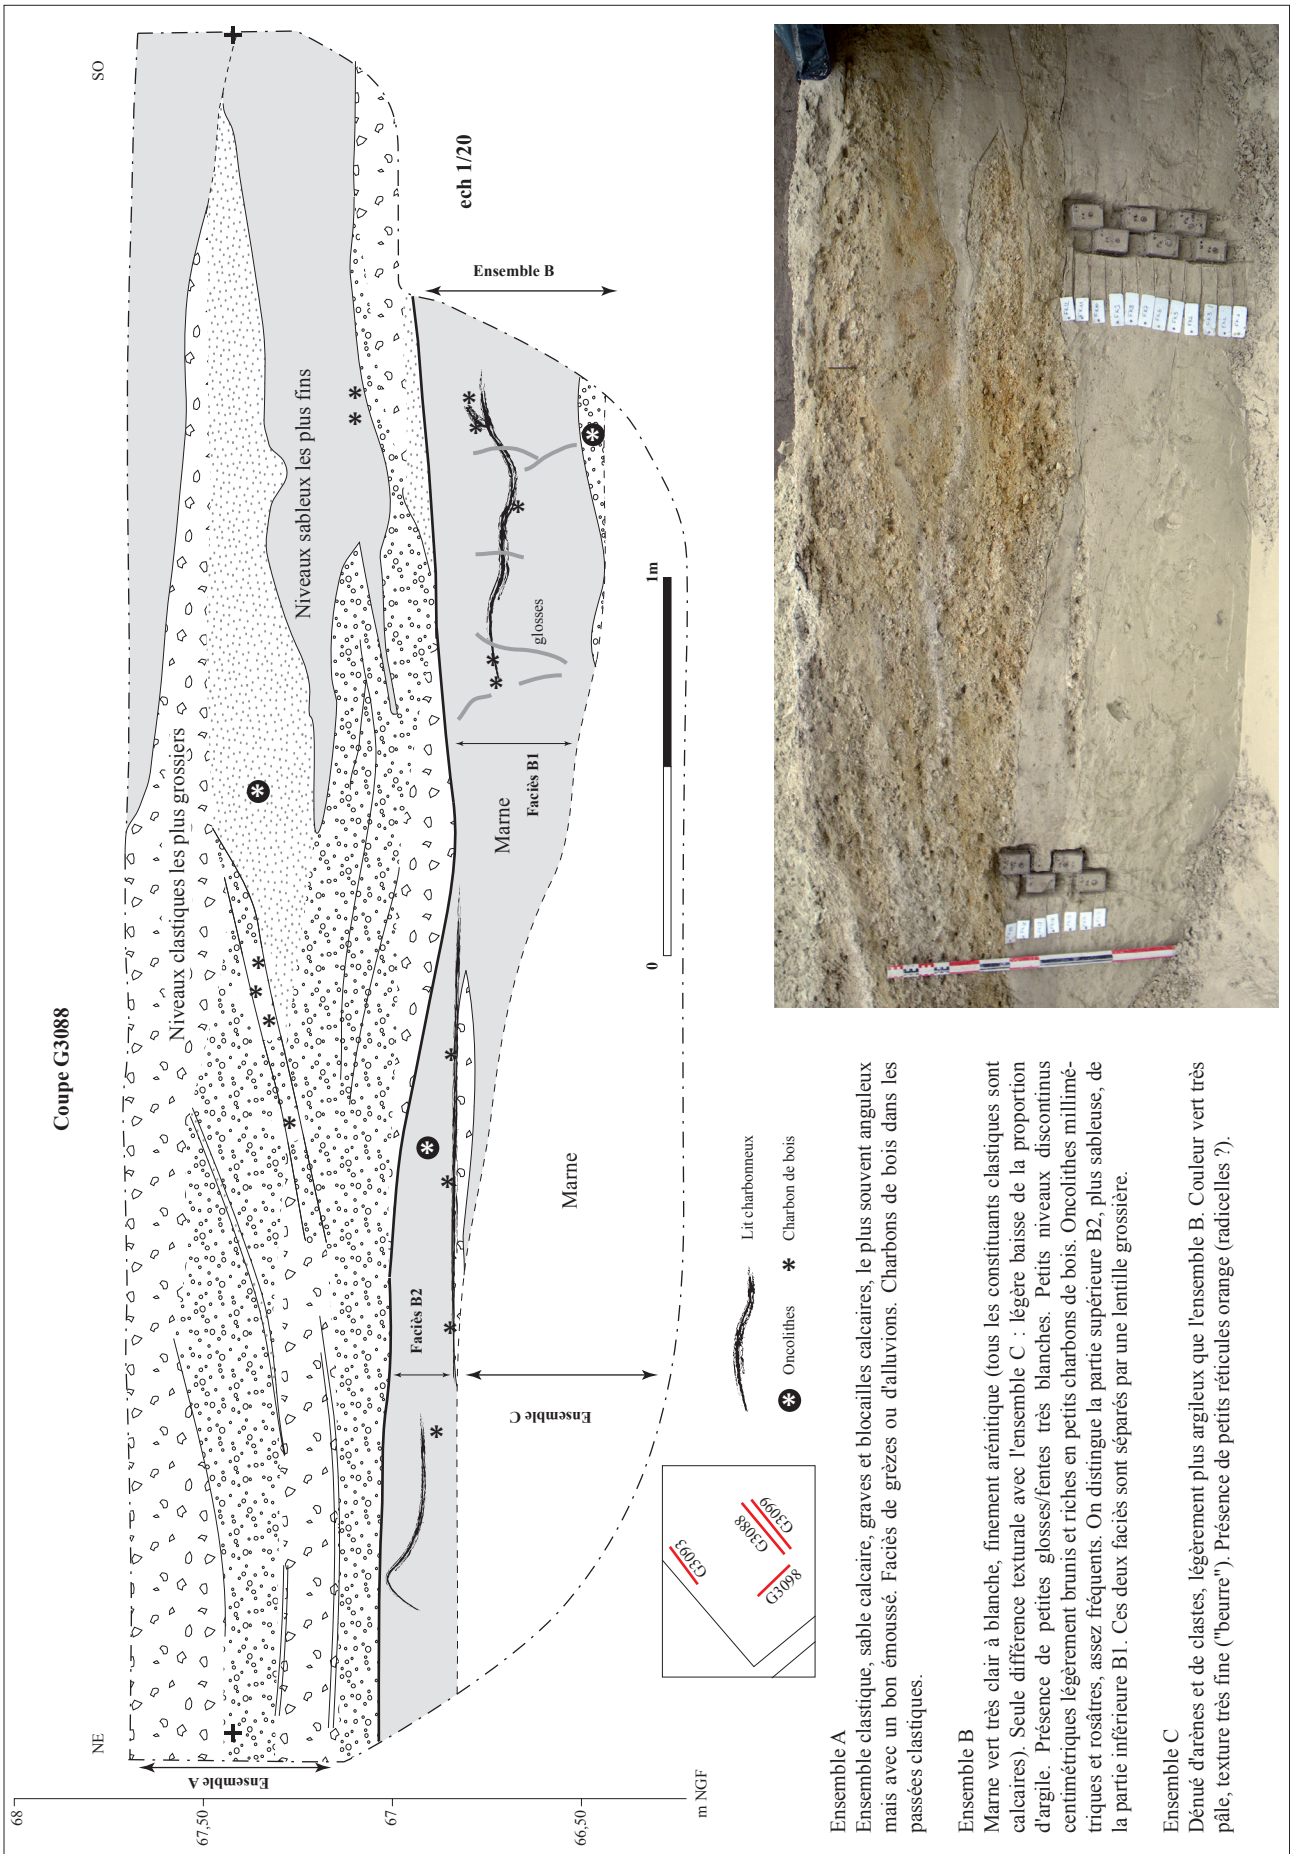 Coupe G3088
NE
SO
68
67,50
67
66,50
m NGF
Ensemble A
Niveaux clastiques les plus grossiers
Niveaux sableux les plus fins
ech 1/20
Ensemble B
Faciès B2
Faciès B1
Marne
glosses
Ensemble C
Marne
0
1m
G3093
G3088
G3099
G3098
Lit charbonneux
Oncolithes
Charbon de bois
Ensemble A
Ensemble clastique, sable calcaire, graves et blocailles calcaires, le plus souvent anguleux
mais avec un bon émoussé. Faciès de grèzes ou d'alluvions. Charbons de bois dans les
passées clastiques.
Ensemble B
Marne vert très clair à blanche, finement arénitique (tous les constituants clastiques sont
calcaires). Seule différence texturale avec l'ensemble C : légère baisse de la proportion
d'argile. Présence de petites glosses/fentes très blanches. Petits niveaux discontinus
centimétriques légèrement brunis et riches en petits charbons de bois. Oncolithes millimé-
triques et rosâtres, assez fréquents. On distingue la partie supérieure B2, plus sableuse, de
la partie inférieure B1. Ces deux faciès sont séparés par une lentille grossière.
Ensemble C
Dénué d'arènes et de clastes, légèrement plus argileux que l'ensemble B. Couleur vert très
pâle, texture très fine ("beurre"). Présence de petits réticules orange (radicelles ?).